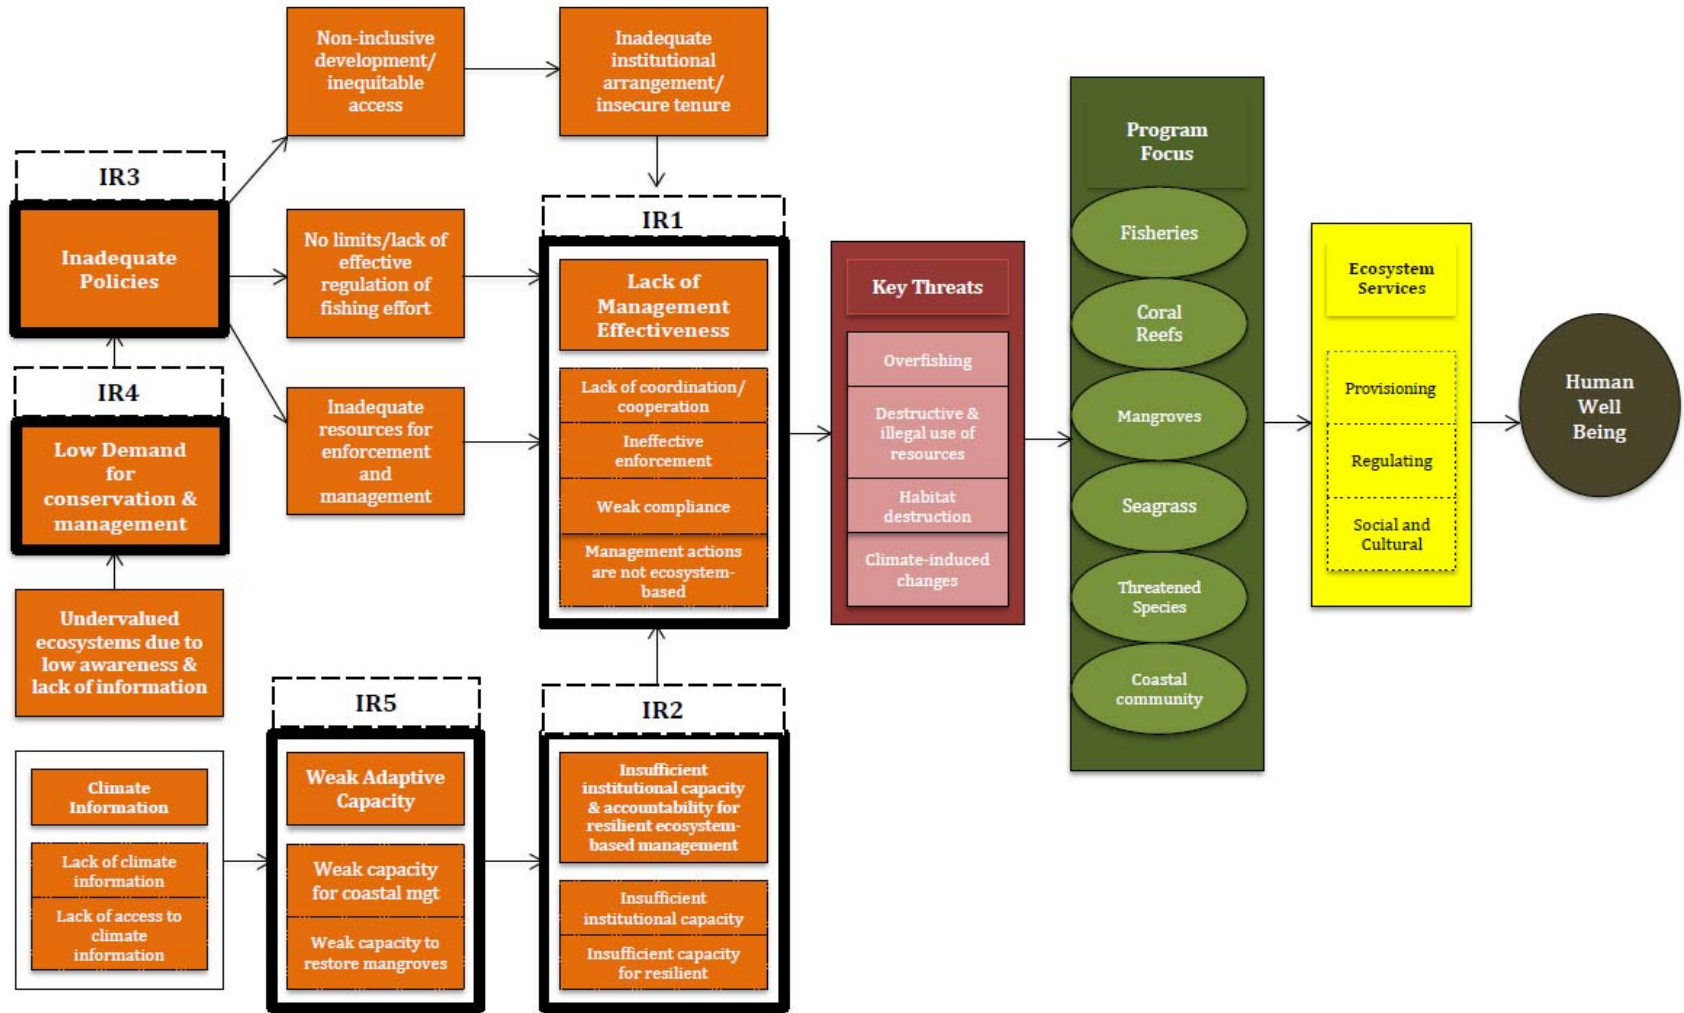 Non-inclusive
development/
inequitable
access
Inadequate
institutional
arrangement/
insecure tenure
IR3
Inadequate
Policies
No limits/lack of
effective
regulation of
fishing effort
IR4
Low Demand
for
conservation &
management
Inadequate
resources for
enforcement
and
management
Undervalued
ecosystems due to
low awareness &
lack of information
IR1
Lack of
Management
Effectiveness
Lack of coordination/
cooperation
Ineffective
enforcement
Weak compliance
Management actions
are not ecosystem-
based
Climate
Information
Lack of climate
information
Lack of access to
climate
information
IR5
Weak Adaptive
Capacity
Weak capacity
for coastal mgt
Weak capacity to
restore mangroves
IR2
Insufficient
institutional capacity
& accountability for
resilient ecosystem-
based management
Insufficient
institutional capacity
Insufficient capacity
for resilient
Key Threats
Overfishing
Destructive &
illegal use of
resources
Habitat
destruction
Climate-induced
changes
Program
Focus
Fisheries
Coral
Reefs
Mangroves
Seagrass
Threatened
Species
Coastal
community
Ecosystem
Services
Provisioning
Regulating
Social and
Cultural
Human
Well
Being